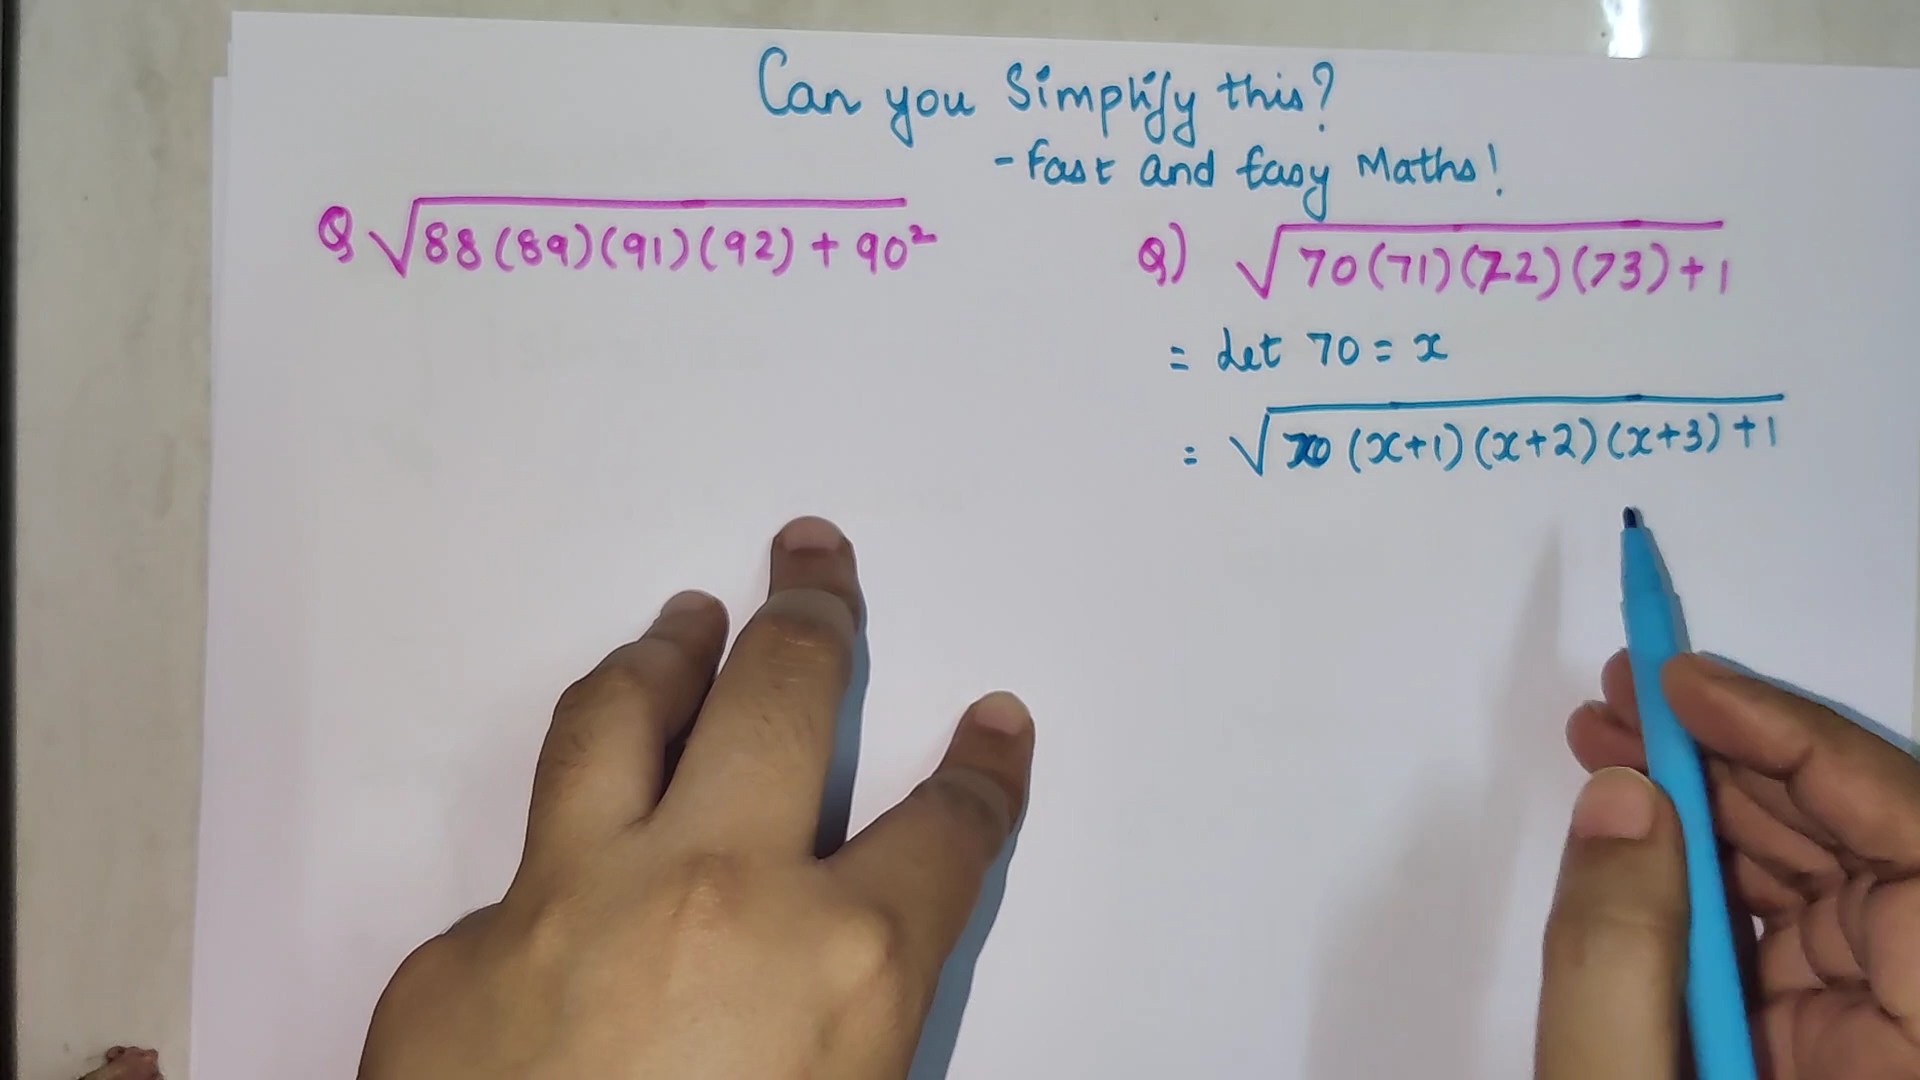 Can you Simplify this?
- Fast and Easy Maths!
Q √88(89)(91)(92) + 90²
Q) √70(71)(72)(73) + 1
= Let 70 = x
= √x(x+1)(x+2)(x+3) + 1